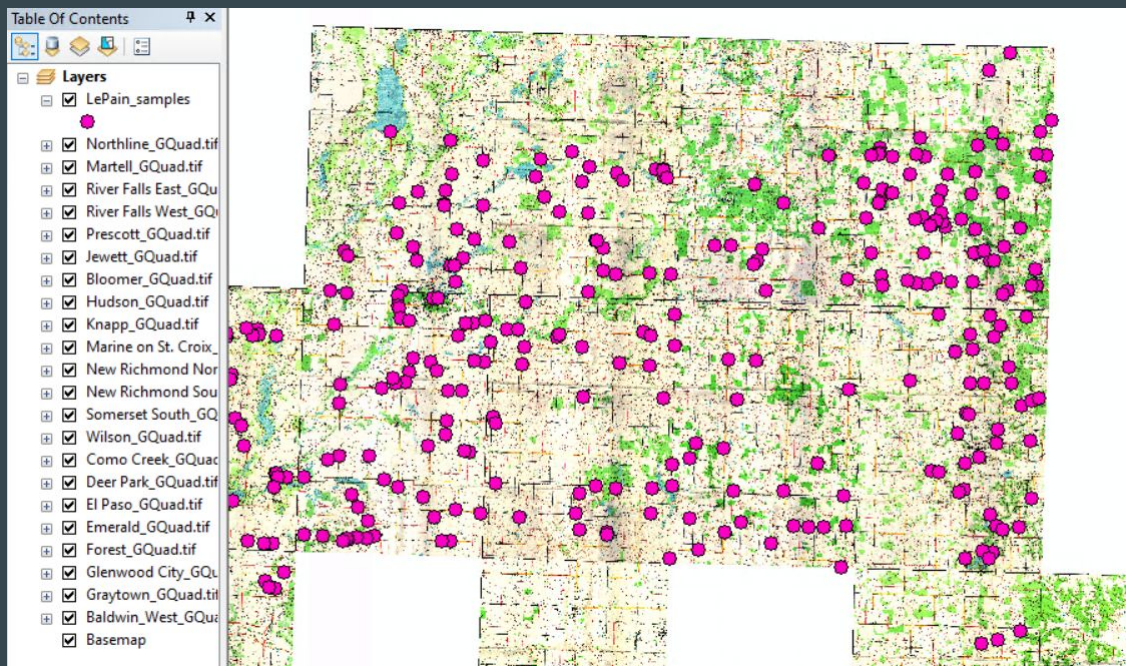 Table Of Contents
Layers
LePain_samples
Northline_GQuad.tif
Martell_GQuad.tif
River Falls East_GQu
River Falls West_GQu
Prescott_GQuad.tif
Jewett_GQuad.tif
Bloomer_GQuad.tif
Hudson_GQuad.tif
Knapp_GQuad.tif
Marine on St. Croix_
New Richmond Nor
New Richmond Sou
Somerset South_GQ
Wilson_GQuad.tif
Como Creek_GQuad
Deer Park_GQuad.tif
El Paso_GQuad.tif
Emerald_GQuad.tif
Forest_GQuad.tif
Glenwood City_GQu
Graytown_GQuad.tif
Baldwin_West_GQua
Basemap